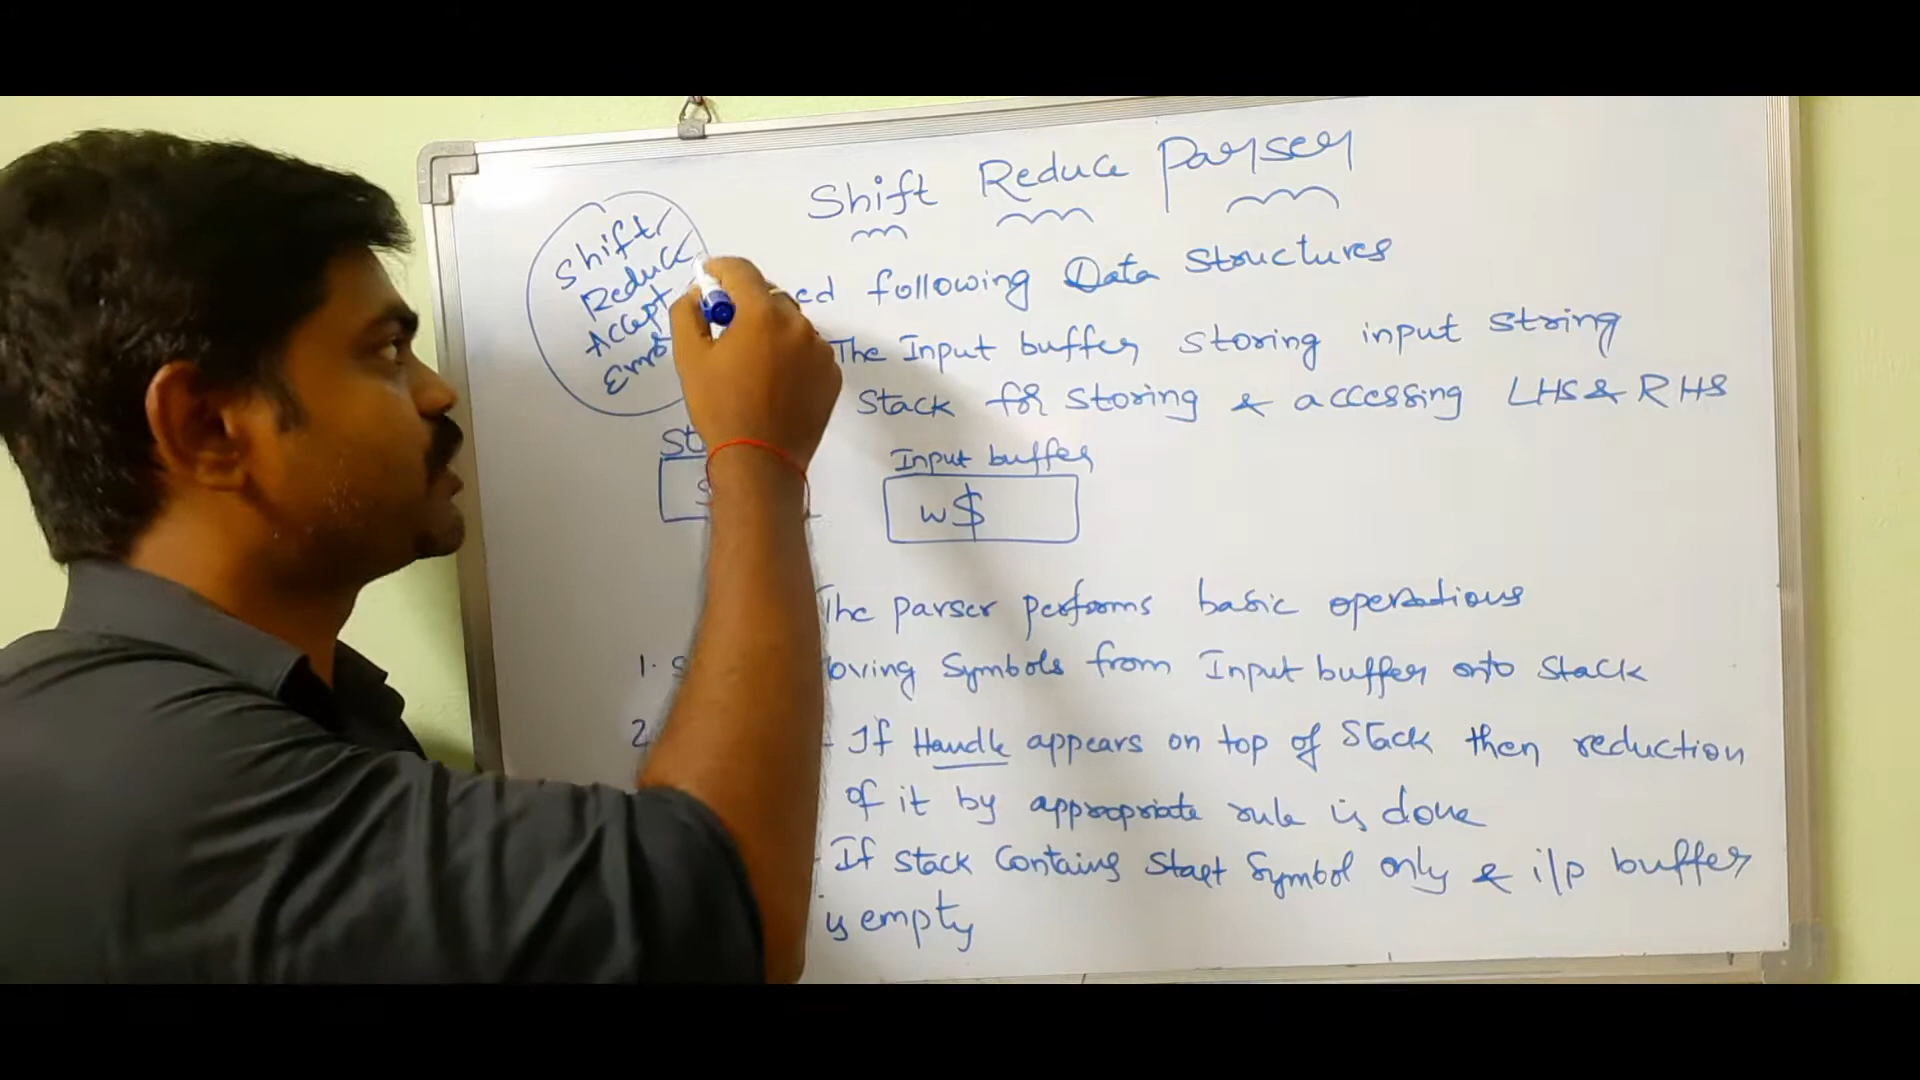 Shift Reduce Parser
Shift
Reduce
Accept
following Data Structures
The Input buffer storing input string
Stack for storing & accessing LHS & RHS
Input buffer
w$
The parser performs basic operations
1. Symbols from Input buffer onto Stack
2 - If Handle appears on top of Stack then reduction
of it by appropriate rule is done
- If Stack Contains Start Symbol only & i/p buffer
is empty